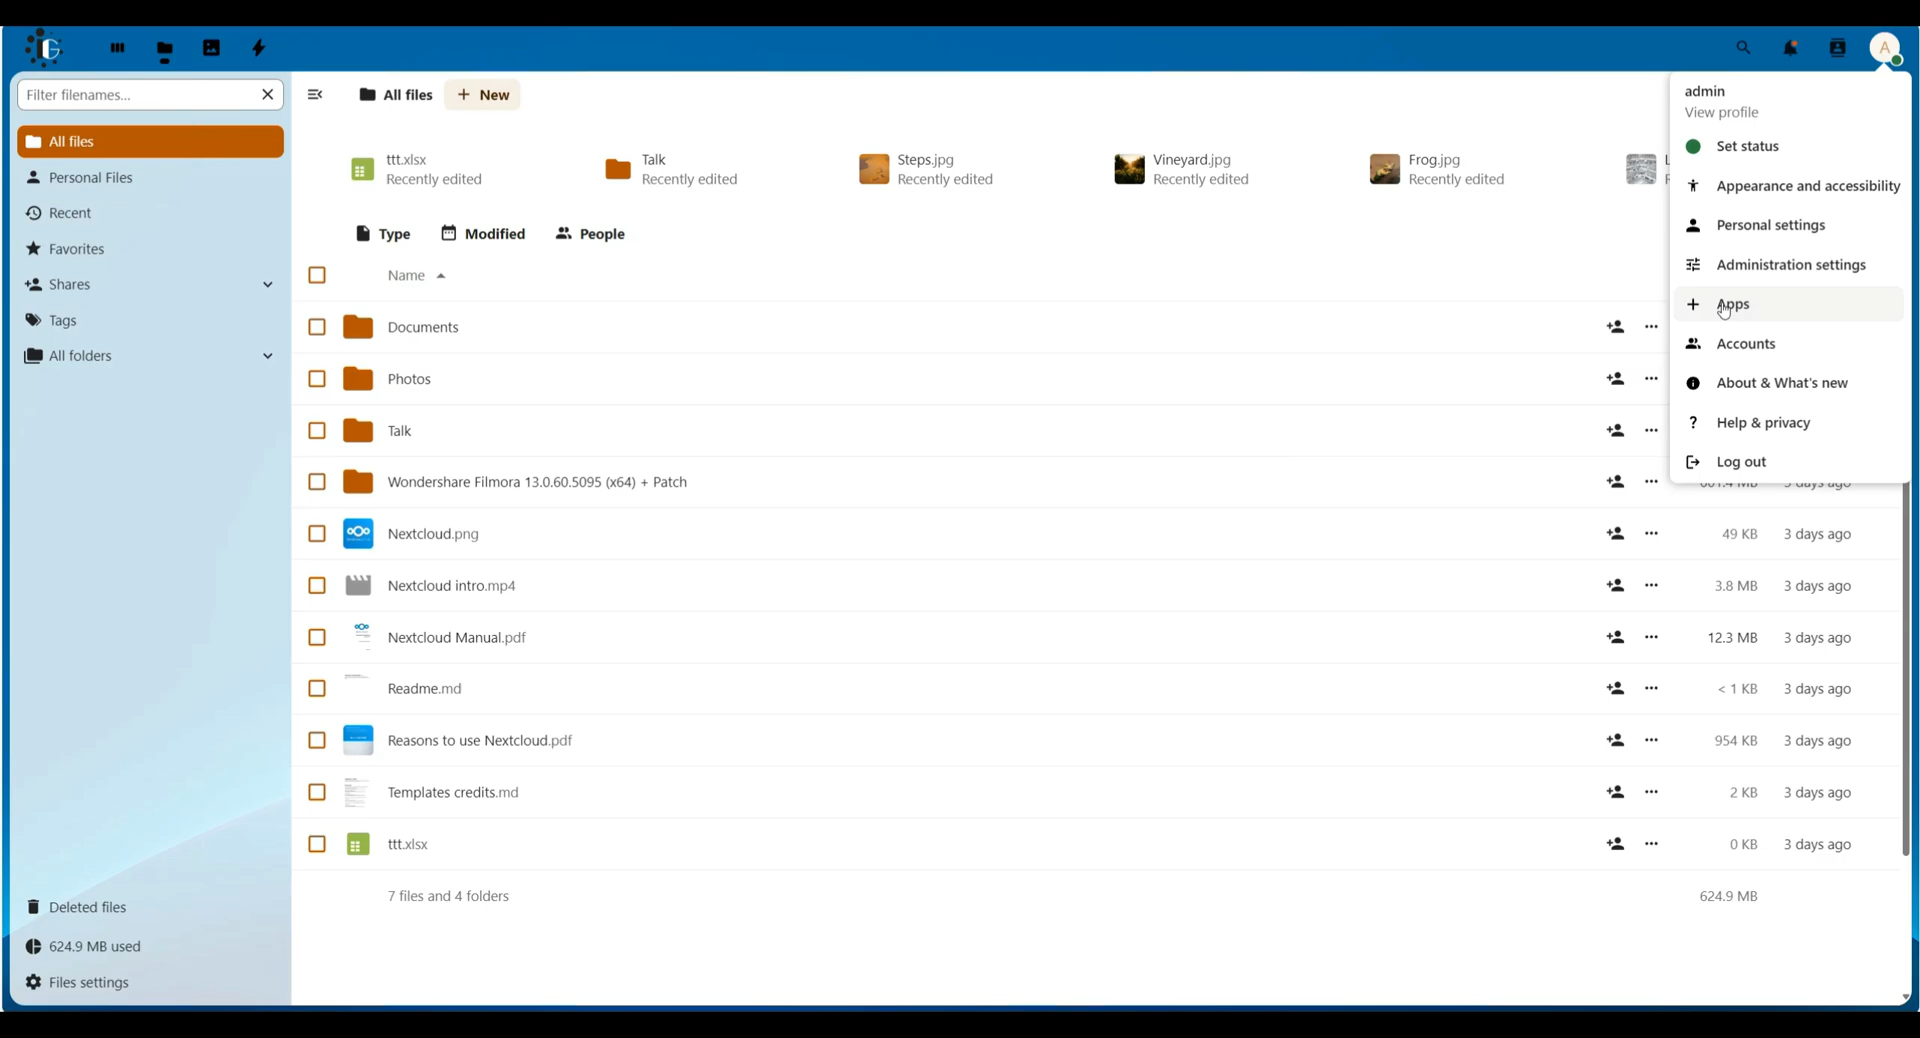 G
A
Filter filenames...
All files
Personal Files
Recent
Favorites
Shares
Tags
All folders
Deleted files
624.9 MB used
Files settings
All files
+ New
ttt.xlsx
Recently edited
Talk
Recently edited
Steps.jpg
Recently edited
Vineyard.jpg
Recently edited
Frog.jpg
Recently edited
Type
Modified
People
Name
Documents
Photos
Talk
Wondershare Filmora 13.0.60.5095 (x64) + Patch
Nextcloud.png 49 KB 3 days ago
Nextcloud intro.mp4 3.8 MB 3 days ago
Nextcloud Manual.pdf 12.3 MB 3 days ago
Readme.md < 1 KB 3 days ago
Reasons to use Nextcloud.pdf 954 KB 3 days ago
Templates credits.md 2 KB 3 days ago
ttt.xlsx 0 KB 3 days ago
7 files and 4 folders 624.9 MB
admin
View profile
Set status
Appearance and accessibility
Personal settings
Administration settings
Apps
Accounts
About & What's new
? Help & privacy
Log out